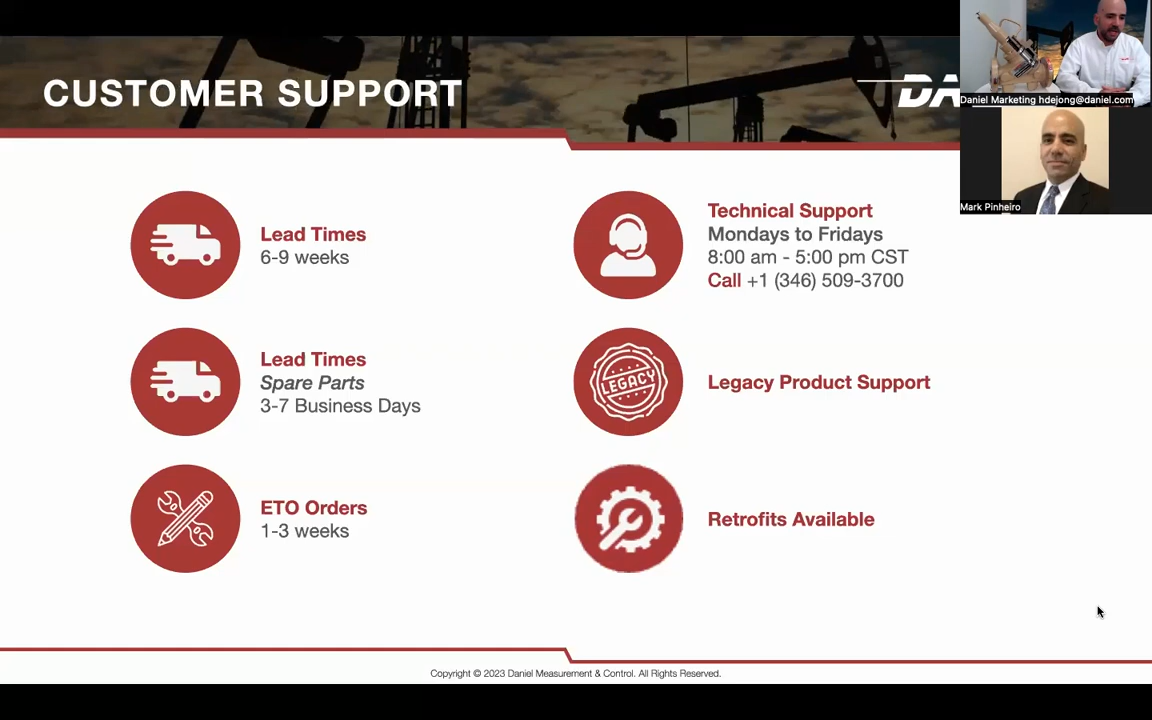 CUSTOMER SUPPORT
DA
Daniel Marketing hdejong@daniel.com
Mark Pinheiro
Lead Times
6-9 weeks
Lead Times
Spare Parts
3-7 Business Days
ETO Orders
1-3 weeks
Technical Support
Mondays to Fridays
8:00 am - 5:00 pm CST
Call +1 (346) 509-3700
LEGACY
Legacy Product Support
Retrofits Available
Copyright © 2023 Daniel Measurement & Control. All Rights Reserved.